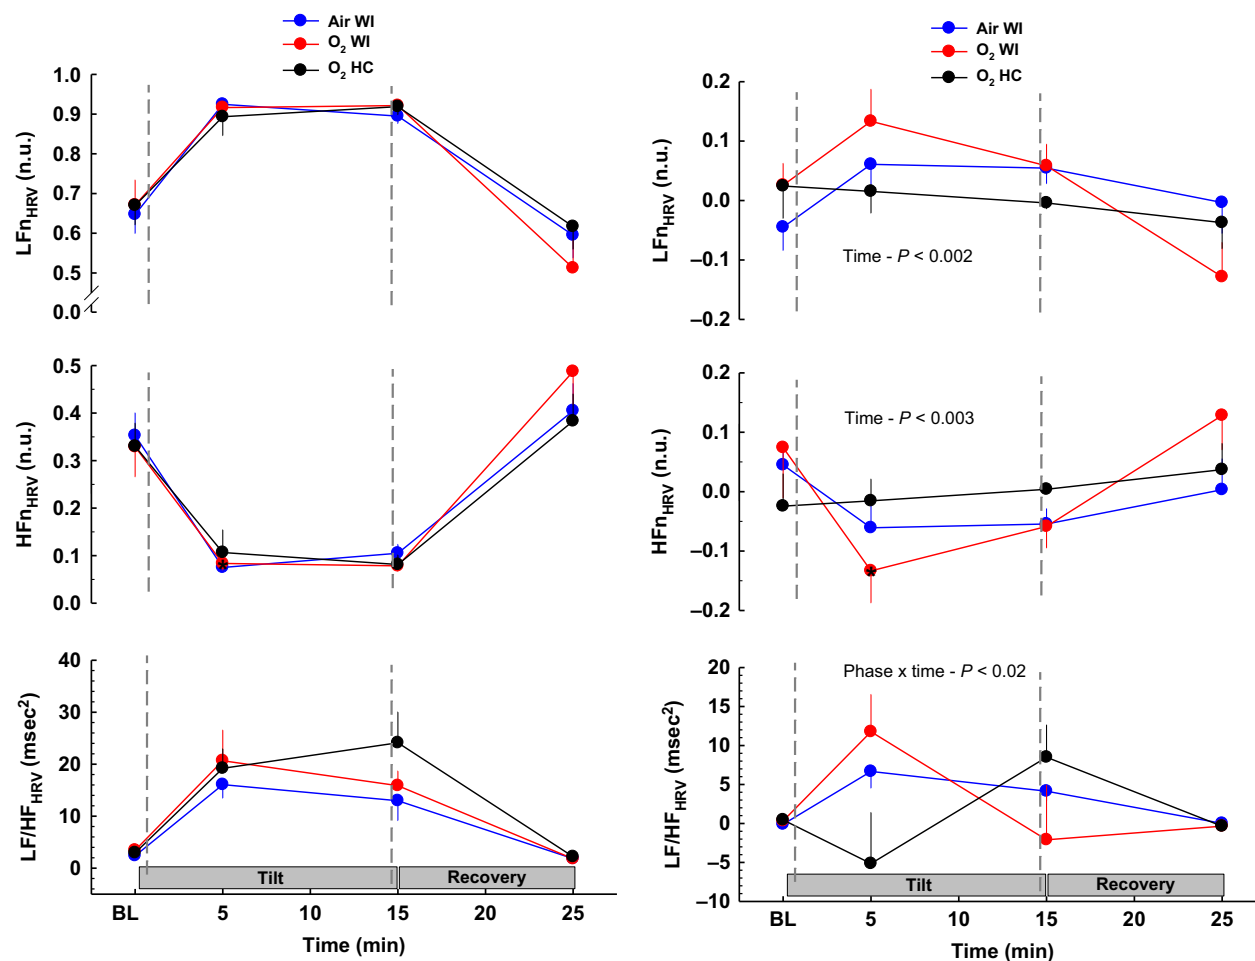 Air WI
O2 WI
O2 HC
LFnHRV (n.u.)
1.0
0.9
0.8
0.7
0.6
0.5
0.0
HFnHRV (n.u.)
0.5
0.4
0.3
0.2
0.1
0.0
LF/HFHRV (msec2)
40
30
20
10
0
Tilt
Recovery
BL
5
10
15
20
25
Time (min)
Air WI
O2 WI
O2 HC
LFnHRV (n.u.)
0.2
0.1
0.0
–0.1
–0.2
Time - P < 0.002
HFnHRV (n.u.)
0.2
0.1
0.0
–0.1
–0.2
Time - P < 0.003
*
LF/HFHRV (msec2)
20
15
10
5
0
–5
–10
Phase x time - P < 0.02
Tilt
Recovery
BL
5
10
15
20
25
Time (min)